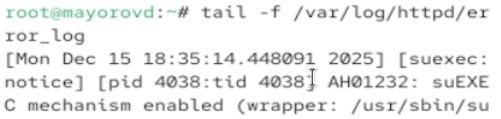 root@mayorovd:~# tail -f /var/log/httpd/er
ror_log
[Mon Dec 15 18:35:14.448091 2025] [suexec:
notice] [pid 4038:tid 4038] AH01232: suEXE
C mechanism enabled (wrapper: /usr/sbin/su